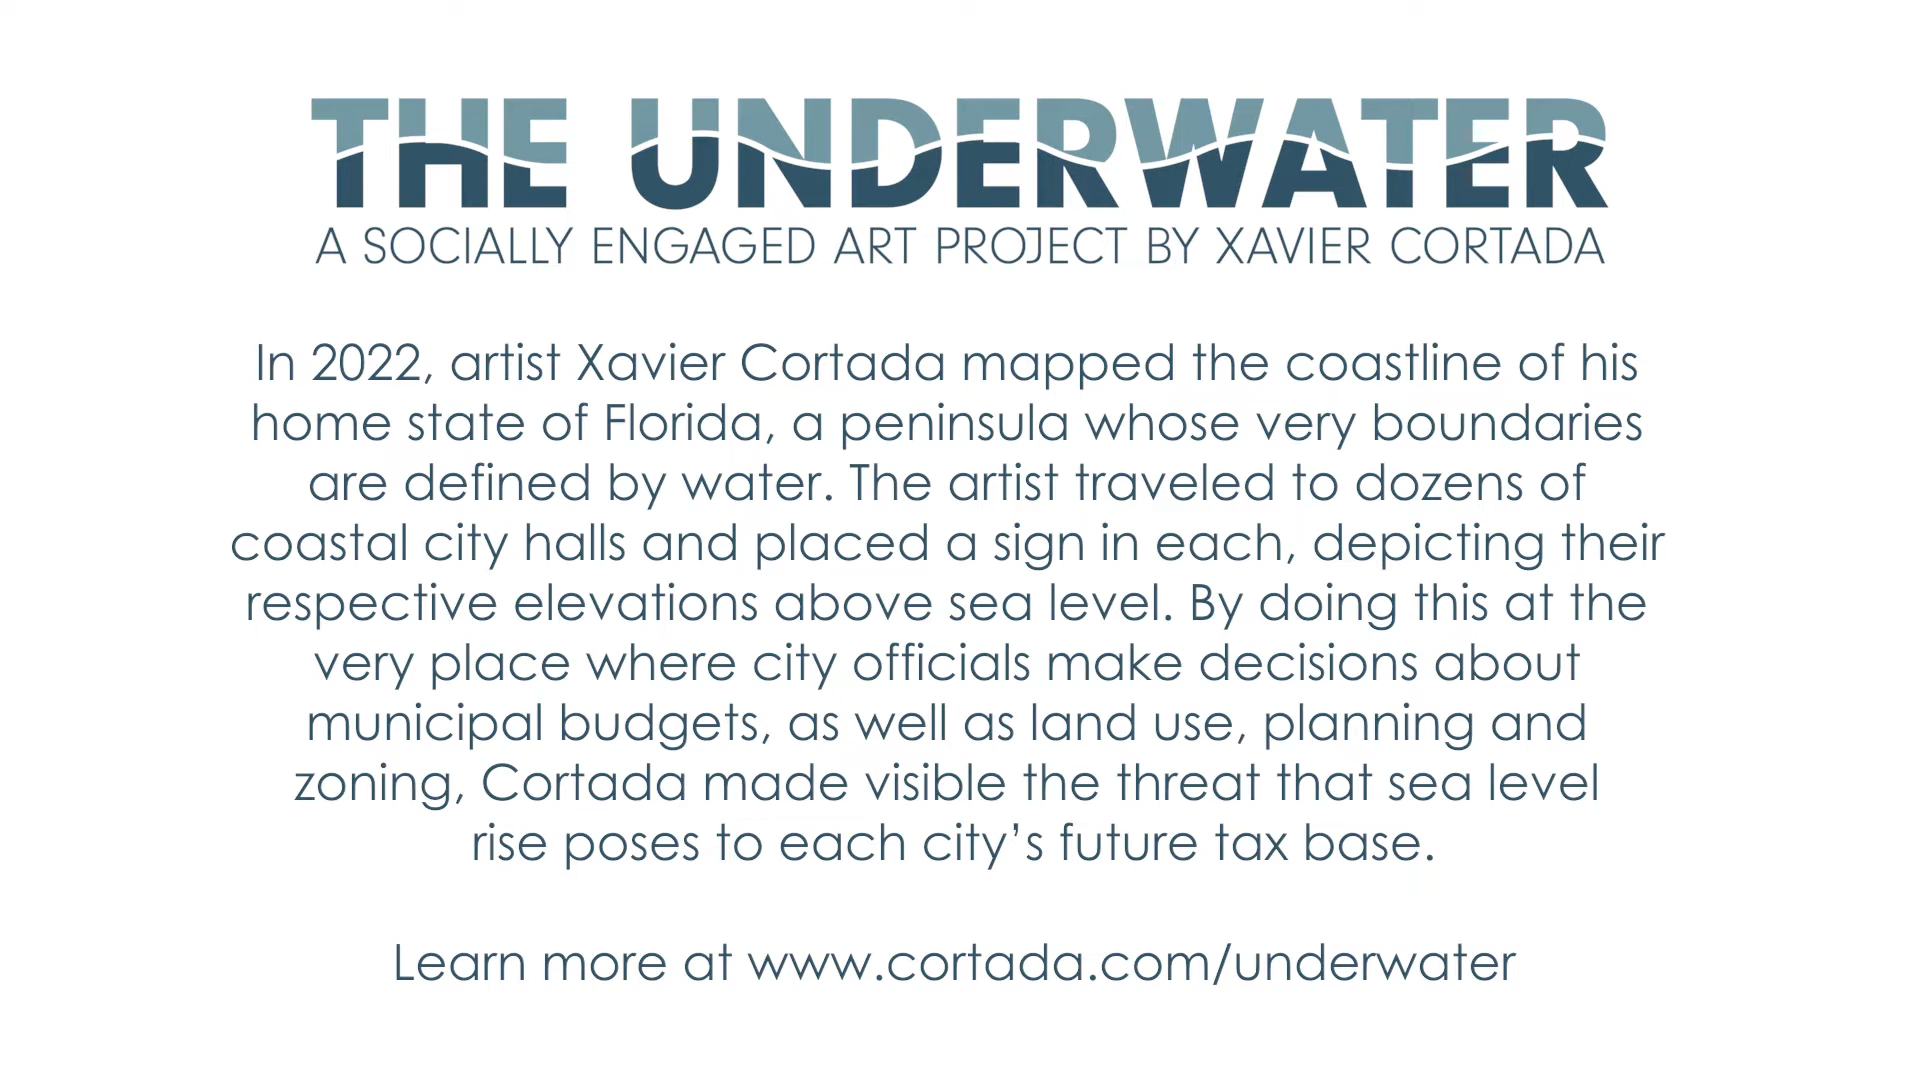 THE UNDERWATER
A SOCIALLY ENGAGED ART PROJECT BY XAVIER CORTADA
In 2022, artist Xavier Cortada mapped the coastline of his
home state of Florida, a peninsula whose very boundaries
are defined by water. The artist traveled to dozens of
coastal city halls and placed a sign in each, depicting their
respective elevations above sea level. By doing this at the
very place where city officials make decisions about
municipal budgets, as well as land use, planning and
zoning, Cortada made visible the threat that sea level
rise poses to each city’s future tax base.
Learn more at www.cortada.com/underwater